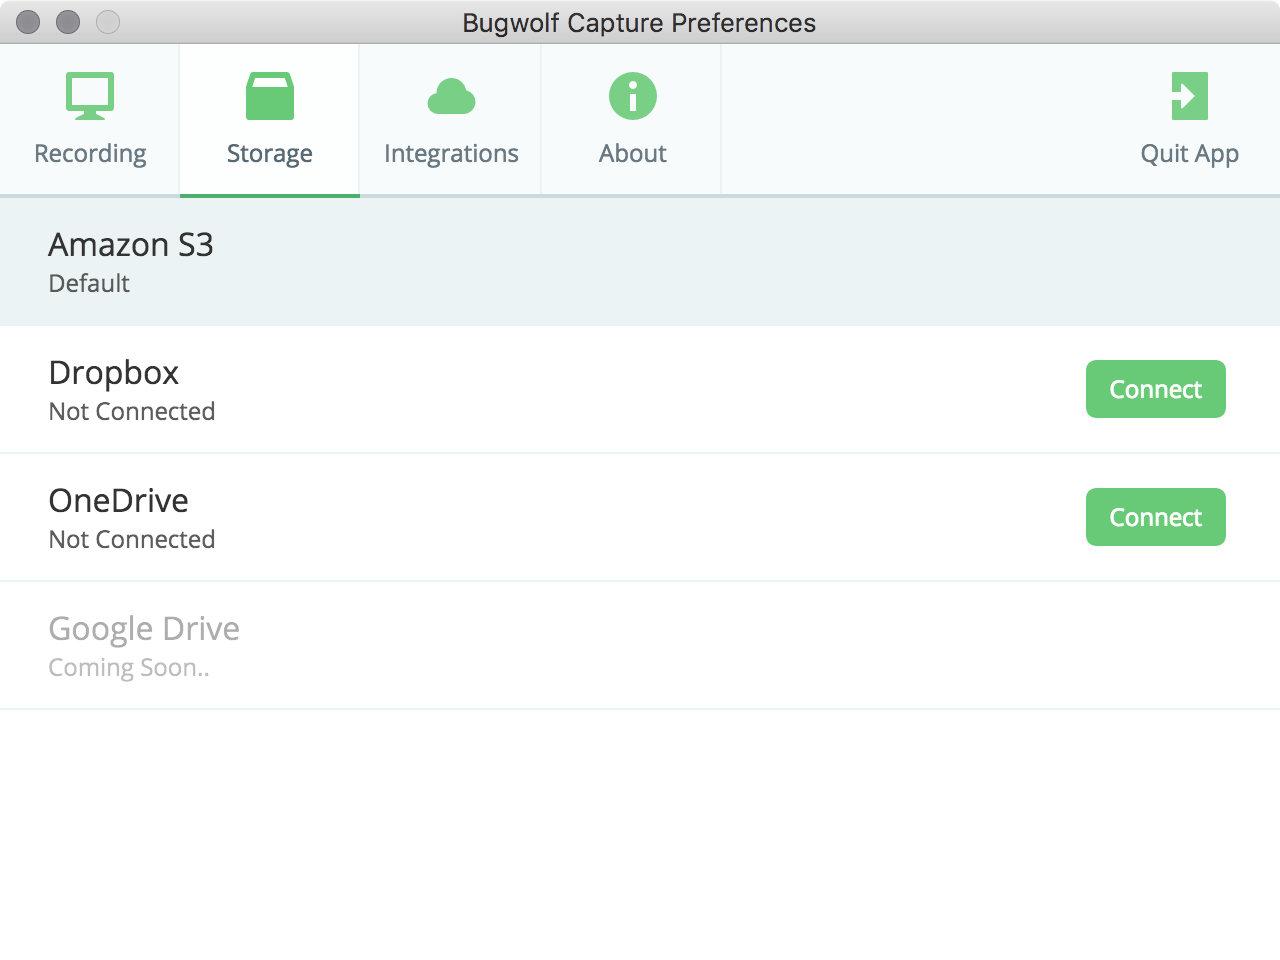 Bugwolf Capture Preferences
Recording
Storage
Integrations
About
Quit App
Amazon S3
Default
Dropbox
Not Connected
Connect
OneDrive
Not Connected
Connect
Google Drive
Coming Soon..